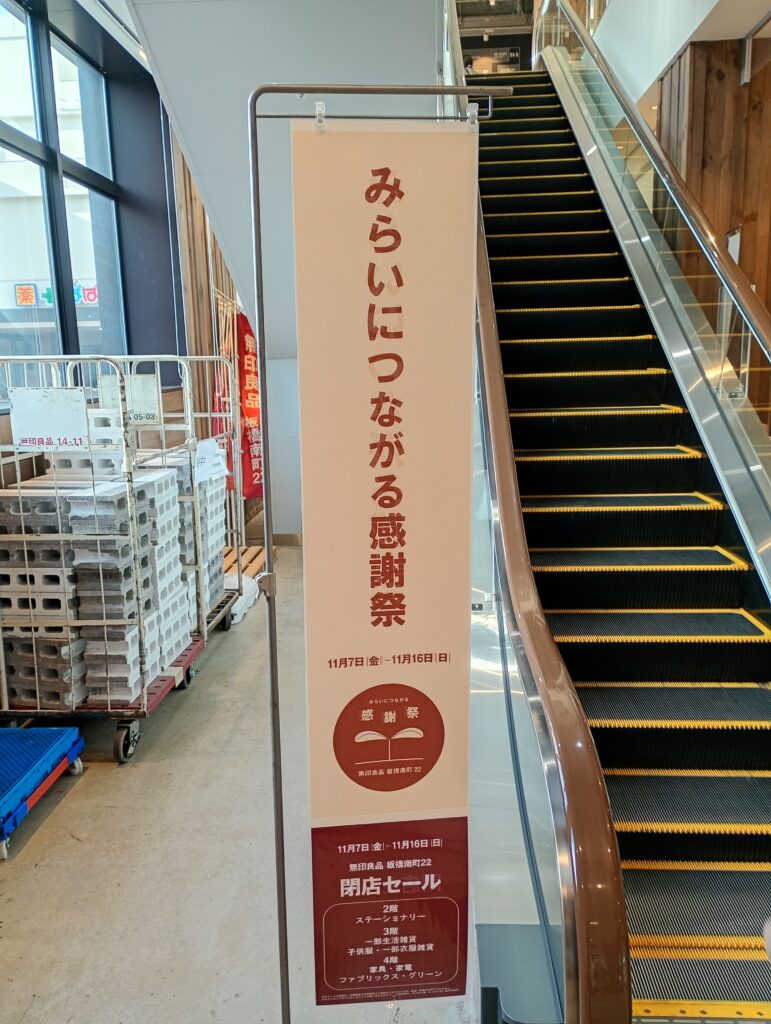 みらいにつながる感謝祭
11月7日[金]-11月16日[日]
みらいにつながる
感謝祭
無印良品 板橋南町22
11月7日[金]-11月16日[日]
無印良品 板橋南町22
閉店セール
2階
ステーショナリー
3階
一部生活雑貨
子供服・一部衣服雑貨
4階
家具・家電
ファブリックス・グリーン
無印良品 14-11
05-03
無印良品 板橋南町22
薬